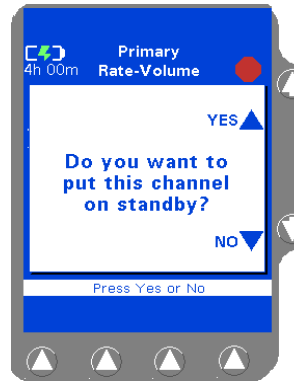 Primary
4h 00m Rate-Volume
YES
Do you want to
put this channel
on standby?
NO
Press Yes or No